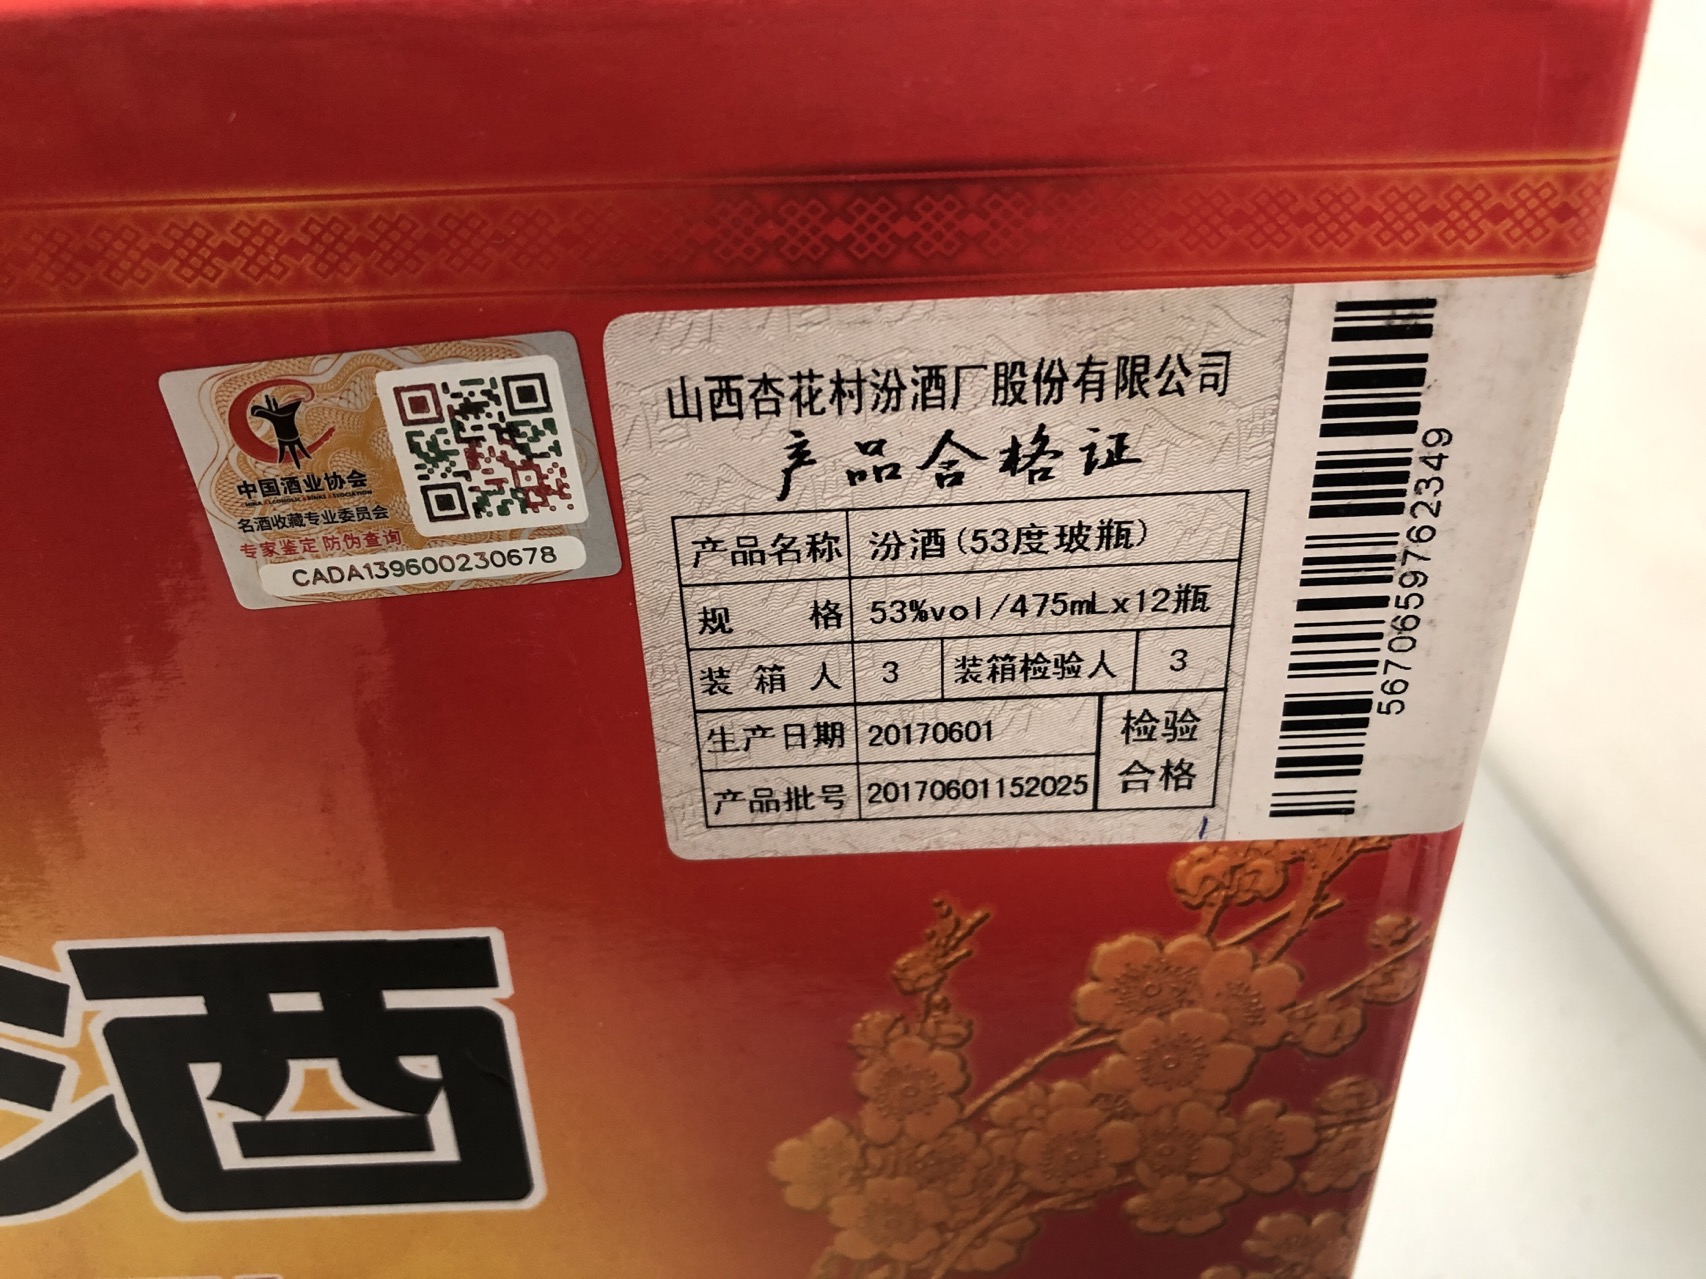 中国酒业协会
CHINA ALCOHOLIC DRINKS ASSOCIATION
名酒收藏专业委员会
专家鉴定 防伪查询
CADA139600230678
山西杏花村汾酒厂股份有限公司
产品合格证
产品名称 汾酒(53度玻瓶)
规 格 53%vol/475mLx12瓶
装 箱 人 3 装箱检验人 3
生产日期 20170601 检验
产品批号 20170601152025 合格
5670659762349
酒